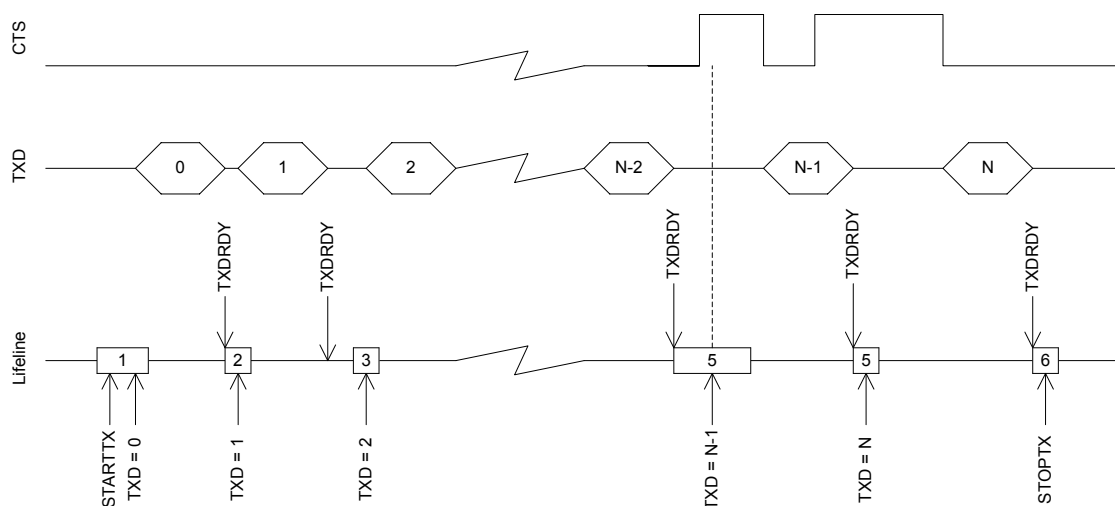 CTS
TXD
0
1
2
N-2
N-1
N
TXDRDY
TXDRDY
TXDRDY
TXDRDY
TXDRDY
Lifeline
1
2
3
5
5
6
STARTTX
TXD = 0
TXD = 1
TXD = 2
TXD = N-1
TXD = N
STOPTX